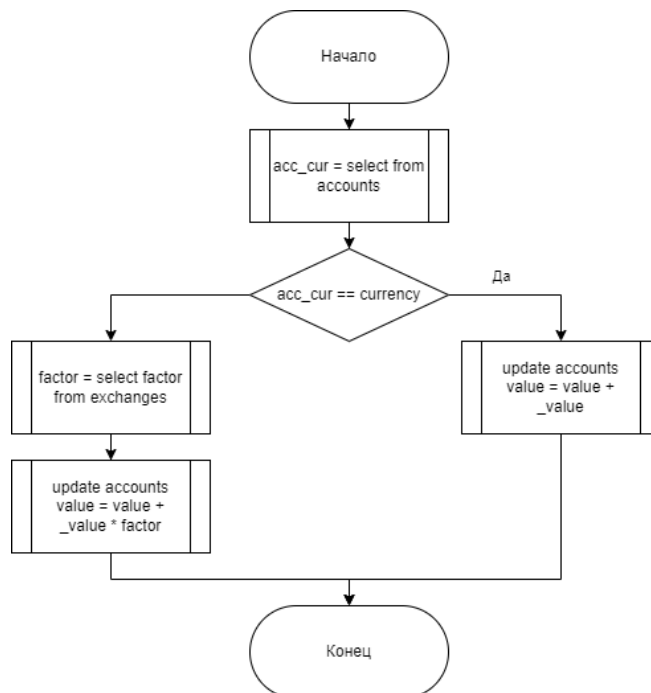 Начало
acc_cur = select from
accounts
acc_cur == currency
Да
factor = select factor
from exchanges
update accounts
value = value +
_value
update accounts
value = value +
_value * factor
Конец